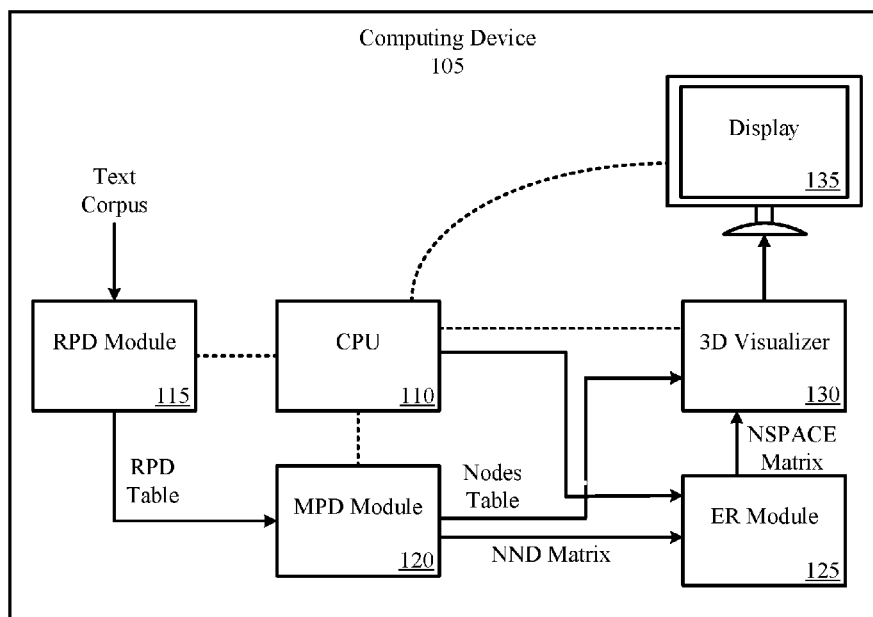 Computing Device
105
Display
135
Text
Corpus
RPD Module
115
CPU
110
3D Visualizer
130
RPD
Table
MPD Module
120
Nodes
Table
NND Matrix
NSPACE
Matrix
ER Module
125